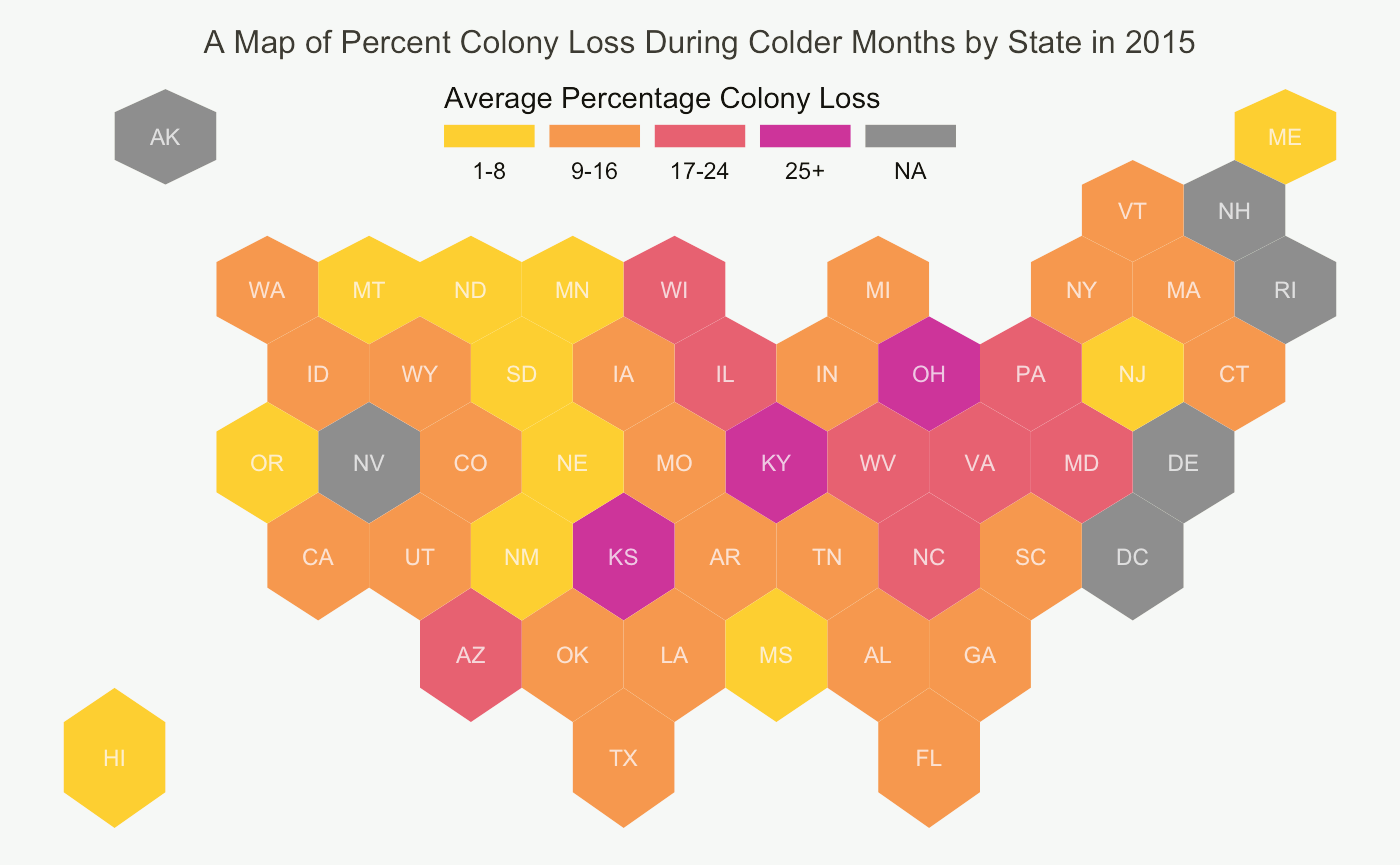 A Map of Percent Colony Loss During Colder Months by State in 2015
Average Percentage Colony Loss
1-8 9-16 17-24 25+ NA
AK ME
VT NH
WA MT ND MN WI MI NY MA RI
ID WY SD IA IL IN OH PA NJ CT
OR NV CO NE MO KY WV VA MD DE
CA UT NM KS AR TN NC SC DC
AZ OK LA MS AL GA
HI TX FL